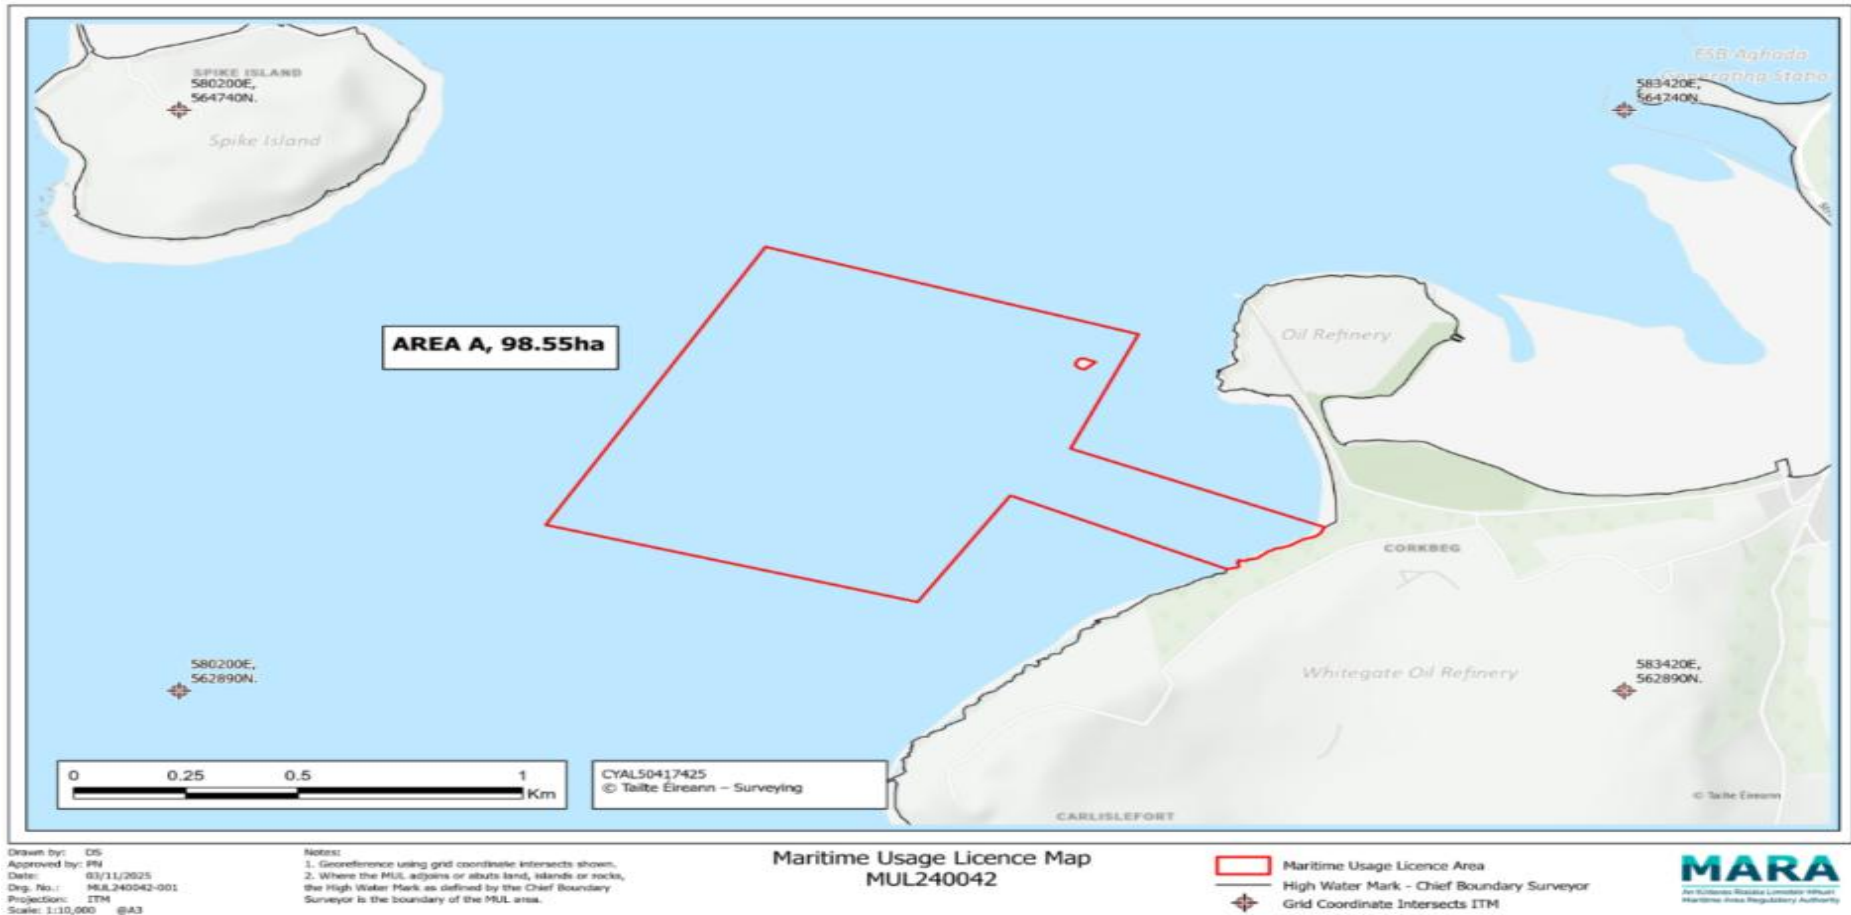 SPIKE ISLAND
580200E,
564740N.
Spike Island
ESB Aghada
Generating Statio
583420E,
564740N.
AREA A, 98.55ha
Oil Refinery
CORKBEG
580200E,
562890N.
Whitegate Oil Refinery
583420E,
562890N.
0 0.25 0.5 1
Km
CYAL50417425
© Tailte Éireann – Surveying
© Tailte Éireann
CARLISLEFORT
Drawn by: DS
Approved by: PN
Date: 03/11/2025
Drg. No.: MUL240042-001
Projection: ITM
Scale: 1:10,000 @A3
Notes:
1. Georeference using grid coordinate intersects shown.
2. Where the MUL adjoins or abuts land, islands or rocks,
the High Water Mark as defined by the Chief Boundary
Surveyor is the boundary of the MUL area.
Maritime Usage Licence Map
MUL240042
Maritime Usage Licence Area
High Water Mark - Chief Boundary Surveyor
Grid Coordinate Intersects ITM
MARA
Maritime Area Regulatory Authority